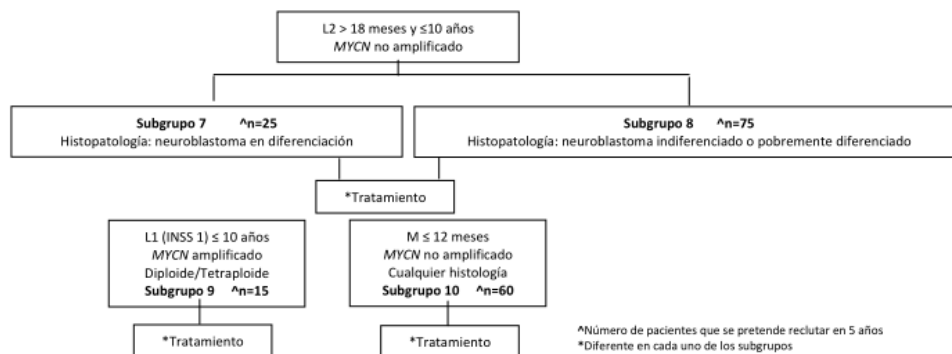 L2 > 18 meses y ≤10 años
MYCN no amplificado
Subgrupo 7 ^n=25
Histopatología: neuroblastoma en diferenciación
Subgrupo 8 ^n=75
Histopatología: neuroblastoma indiferenciado o pobremente diferenciado
*Tratamiento
L1 (INSS 1) ≤ 10 años
MYCN amplificado
Diploide/Tetraploide
Subgrupo 9 ^n=15
M ≤ 12 meses
MYCN no amplificado
Cualquier histología
Subgrupo 10 ^n=60
*Tratamiento
*Tratamiento
^Número de pacientes que se pretende reclutar en 5 años
*Diferente en cada uno de los subgrupos